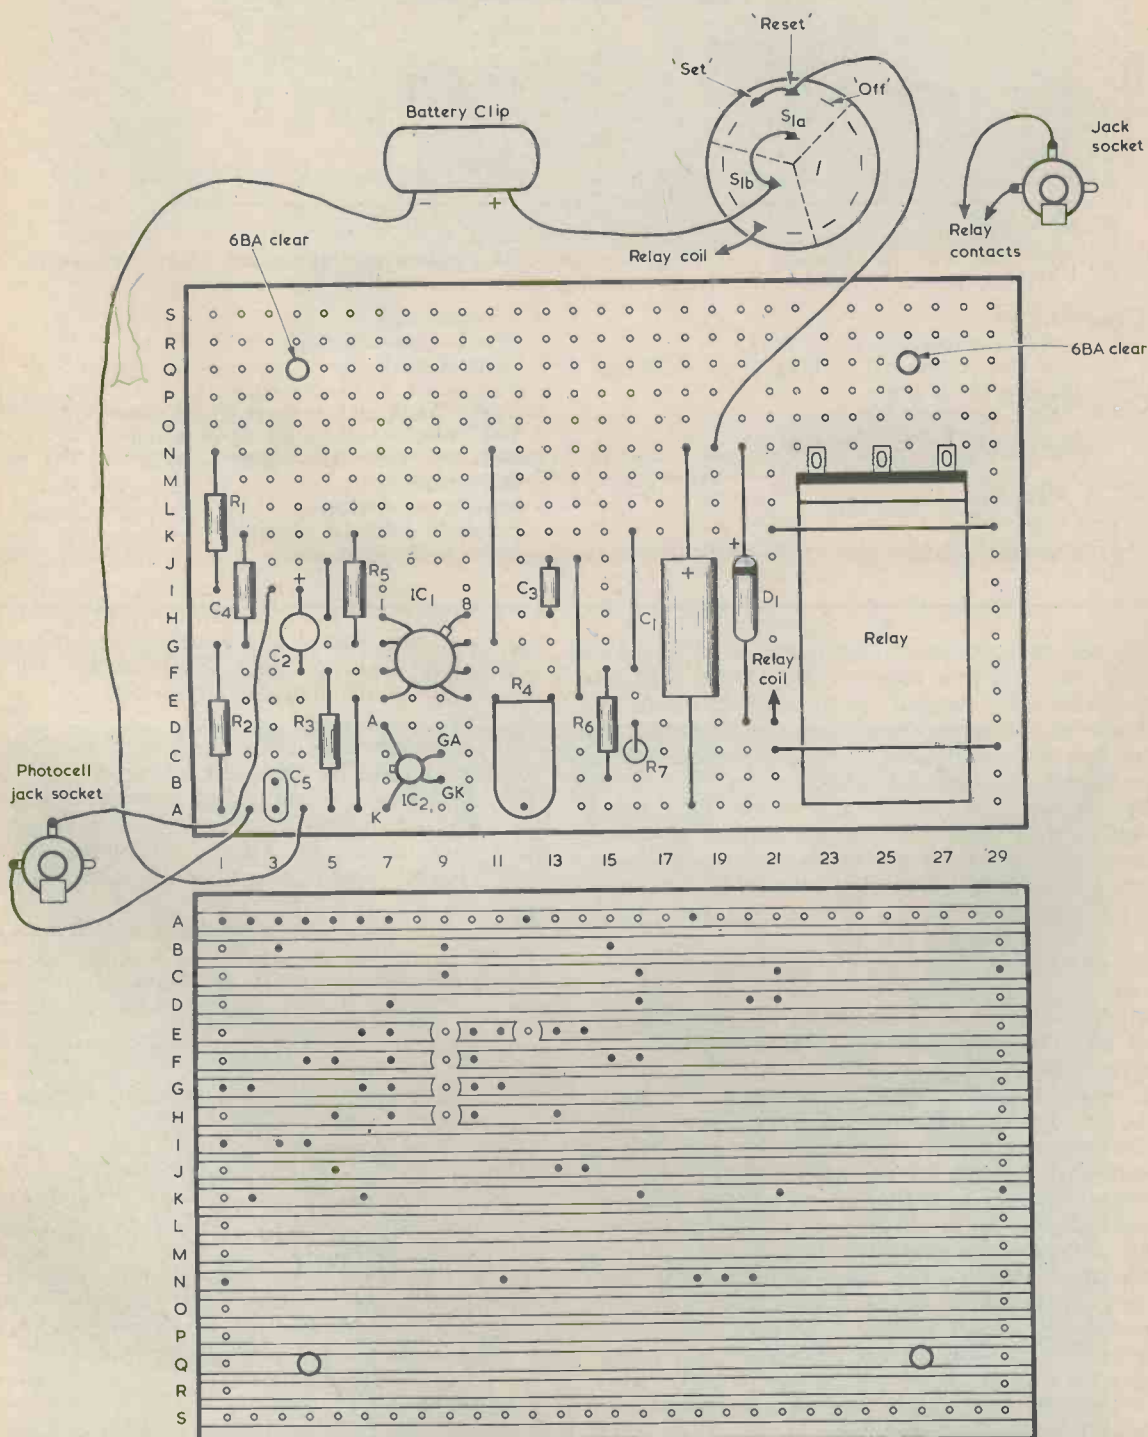 'Reset'
'Set'
'Off'
Battery Clip
S1a
S1b
Jack
socket
Relay
contacts
Relay coil
6BA clear
6BA clear
S
R
Q
P
O
N
M
L
K
J
I
H
G
F
E
D
C
B
A
R1
C4
+
C2
R5
IC1
1
8
C3
+
C1
+
D1
Relay
Relay
coil
R2
R3
R4
R6
R7
A
GA
GK
K
IC2
C5
Photocell
jack socket
- +
1 3 5 7 9 11 13 15 17 19 21 23 25 27 29
A
B
C
D
E
F
G
H
I
J
K
L
M
N
O
P
Q
R
S